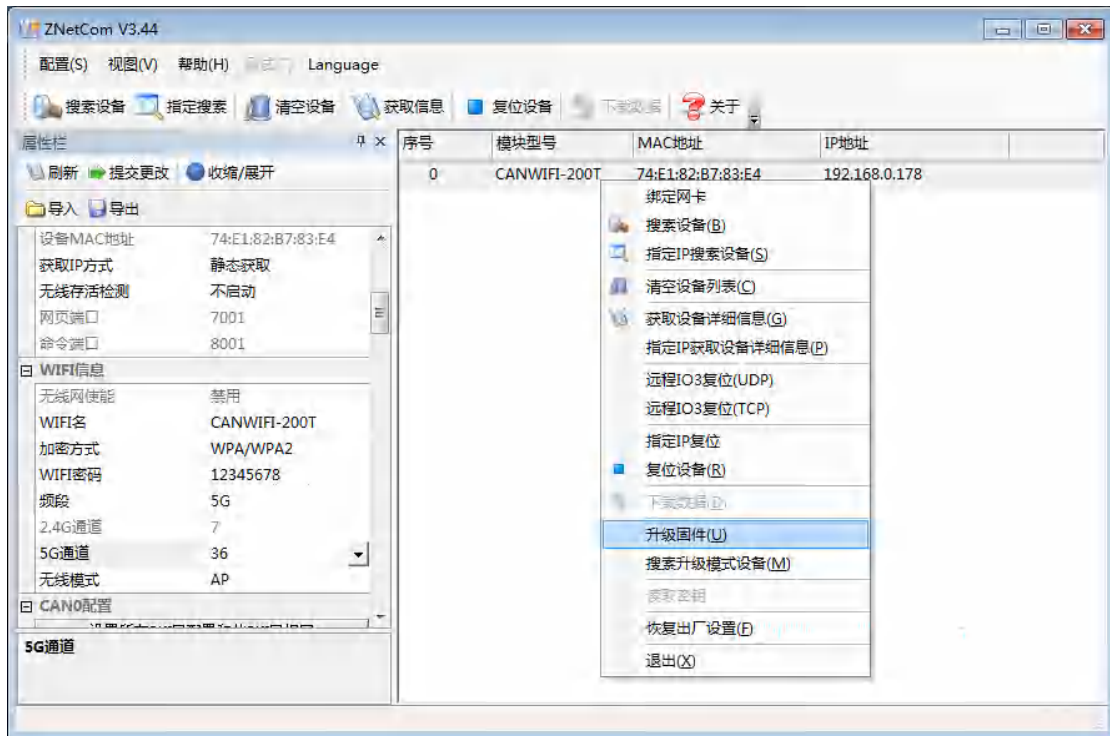 ZNetCom V3.44
配置(S) 视图(V) 帮助(H) Language
搜索设备 指定搜索 清空设备 获取信息 复位设备 下载数据 关于
属性栏
刷新 提交更改 收缩/展开
导入 导出
设备MAC地址 74:E1:82:B7:83:E4
获取IP方式 静态获取
无线存活检测 不启动
网页端口 7001
命令端口 8001
WIFI信息
无线网使能 禁用
WIFI名 CANWIFI-200T
加密方式 WPA/WPA2
WIFI密码 12345678
频段 5G
2.4G通道 7
5G通道 36
无线模式 AP
CAN0配置
5G通道
序号 模块型号 MAC地址 IP地址
0 CANWIFI-200T 74:E1:82:B7:83:E4 192.168.0.178
绑定网卡
搜索设备(B)
指定IP搜索设备(S)
清空设备列表(C)
获取设备详细信息(G)
指定IP获取设备详细信息(P)
远程IO3复位(UDP)
远程IO3复位(TCP)
指定IP复位
复位设备(R)
下载数据(D)
升级固件(U)
搜索升级模式设备(M)
读取密钥
恢复出厂设置(F)
退出(X)